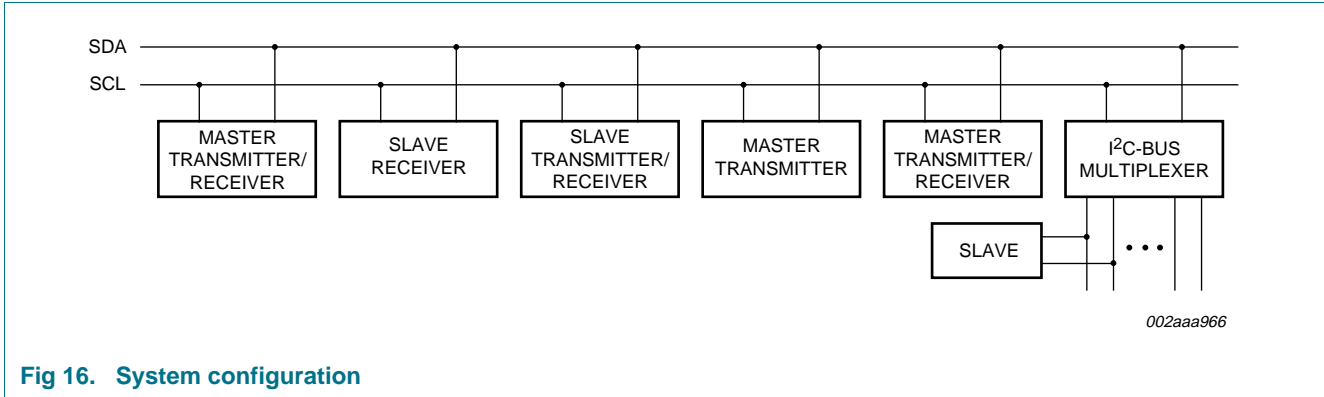 SDA
SCL
MASTER
TRANSMITTER/
RECEIVER
SLAVE
RECEIVER
SLAVE
TRANSMITTER/
RECEIVER
MASTER
TRANSMITTER
MASTER
TRANSMITTER/
RECEIVER
I²C-BUS
MULTIPLEXER
SLAVE
002aaa966
Fig 16. System configuration